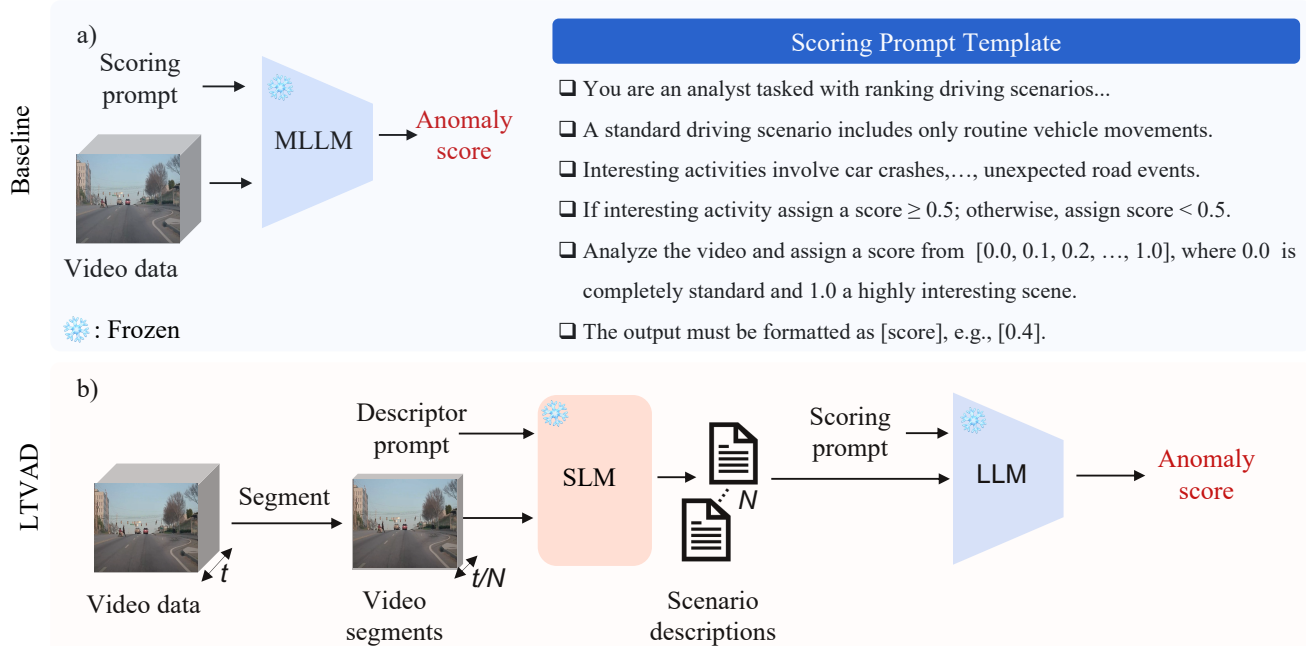 Baseline
a)
Scoring
prompt
Video data
MLLM
Anomaly
score
: Frozen
Scoring Prompt Template
❑ You are an analyst tasked with ranking driving scenarios...
❑ A standard driving scenario includes only routine vehicle movements.
❑ Interesting activities involve car crashes,…, unexpected road events.
❑ If interesting activity assign a score ≥ 0.5; otherwise, assign score < 0.5.
❑ Analyze the video and assign a score from [0.0, 0.1, 0.2, …, 1.0], where 0.0 is
completely standard and 1.0 a highly interesting scene.
❑ The output must be formatted as [score], e.g., [0.4].
LTVAD
b)
t
Video data
Segment
Descriptor
prompt
t/N
Video
segments
SLM
N
Scenario
descriptions
Scoring
prompt
LLM
Anomaly
score